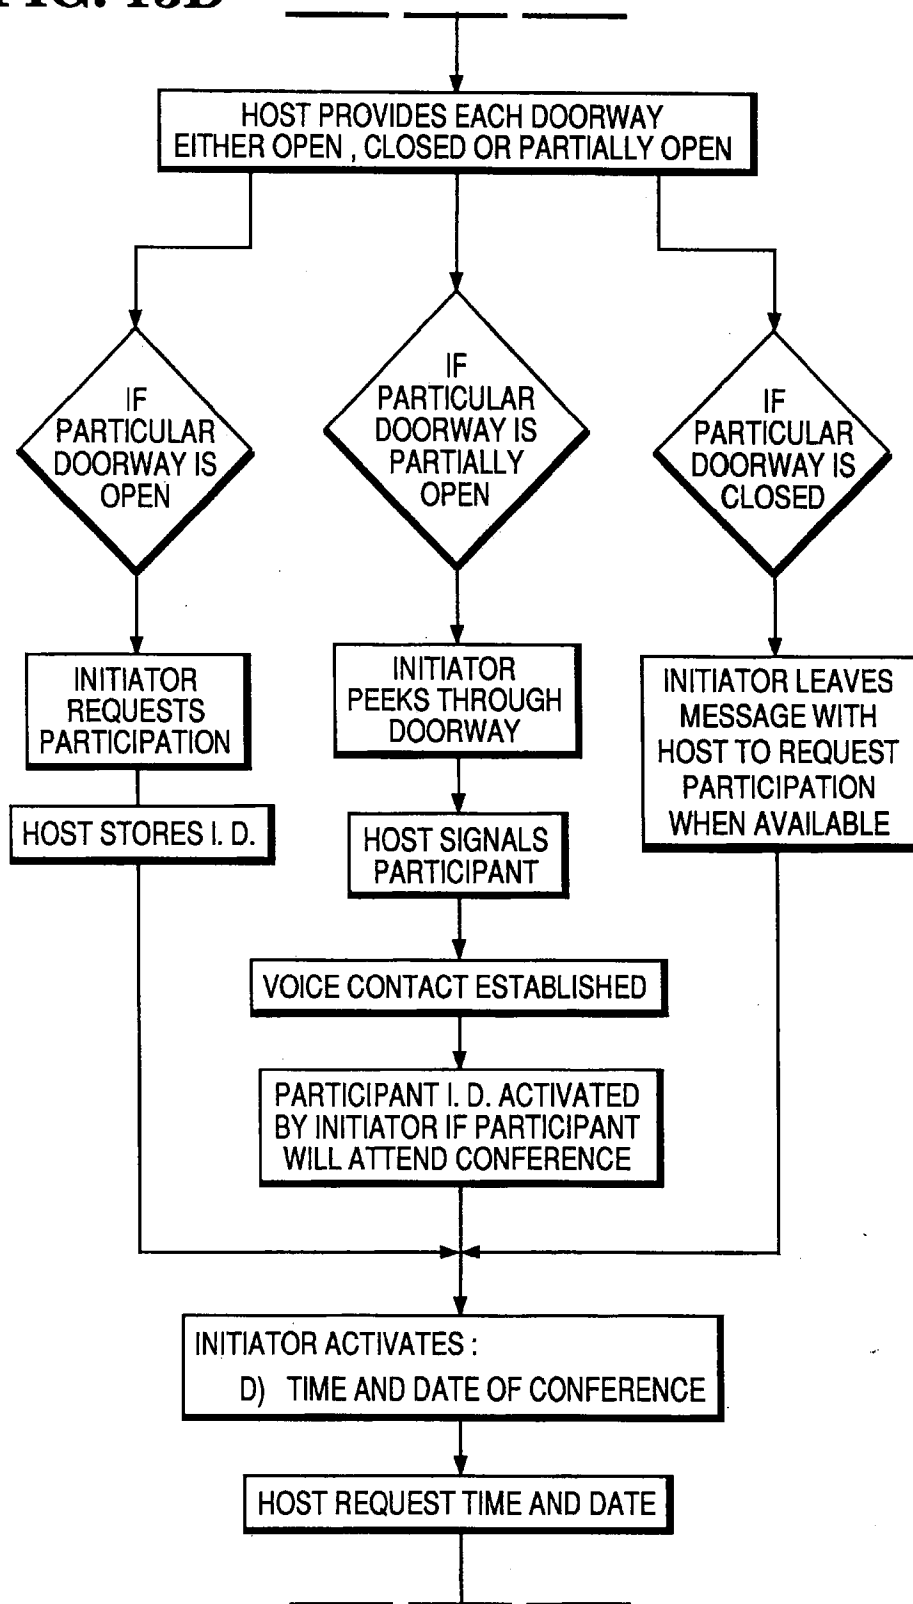 HOST PROVIDES EACH DOORWAY
EITHER OPEN , CLOSED OR PARTIALLY OPEN
IF
PARTICULAR
DOORWAY IS
OPEN
IF
PARTICULAR
DOORWAY IS
PARTIALLY
OPEN
IF
PARTICULAR
DOORWAY IS
CLOSED
INITIATOR
REQUESTS
PARTICIPATION
HOST STORES I. D.
INITIATOR
PEEKS THROUGH
DOORWAY
HOST SIGNALS
PARTICIPANT
VOICE CONTACT ESTABLISHED
PARTICIPANT I. D. ACTIVATED
BY INITIATOR IF PARTICIPANT
WILL ATTEND CONFERENCE
INITIATOR LEAVES
MESSAGE WITH
HOST TO REQUEST
PARTICIPATION
WHEN AVAILABLE
INITIATOR ACTIVATES :
D) TIME AND DATE OF CONFERENCE
HOST REQUEST TIME AND DATE